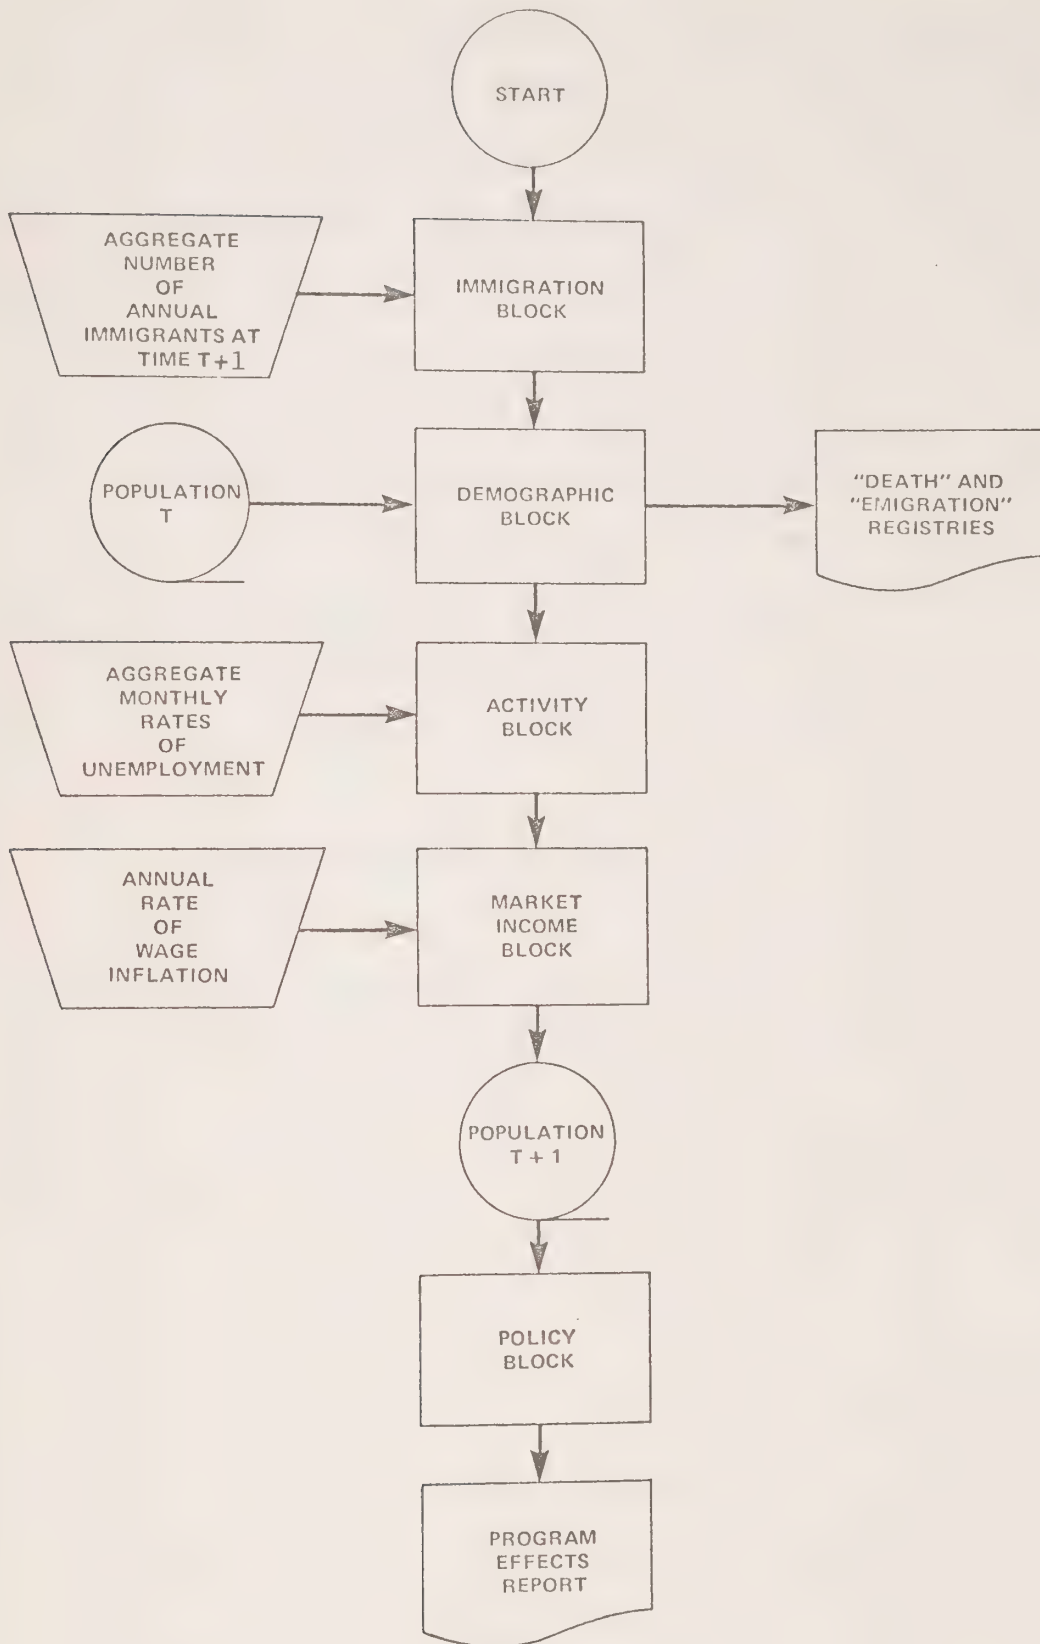 START
AGGREGATE
NUMBER
OF
ANNUAL
IMMIGRANTS AT
TIME T+1
IMMIGRATION
BLOCK
POPULATION
T
DEMOGRAPHIC
BLOCK
"DEATH" AND
"EMIGRATION"
REGISTRIES
AGGREGATE
MONTHLY
RATES
OF
UNEMPLOYMENT
ACTIVITY
BLOCK
ANNUAL
RATE
OF
WAGE
INFLATION
MARKET
INCOME
BLOCK
POPULATION
T + 1
POLICY
BLOCK
PROGRAM
EFFECTS
REPORT